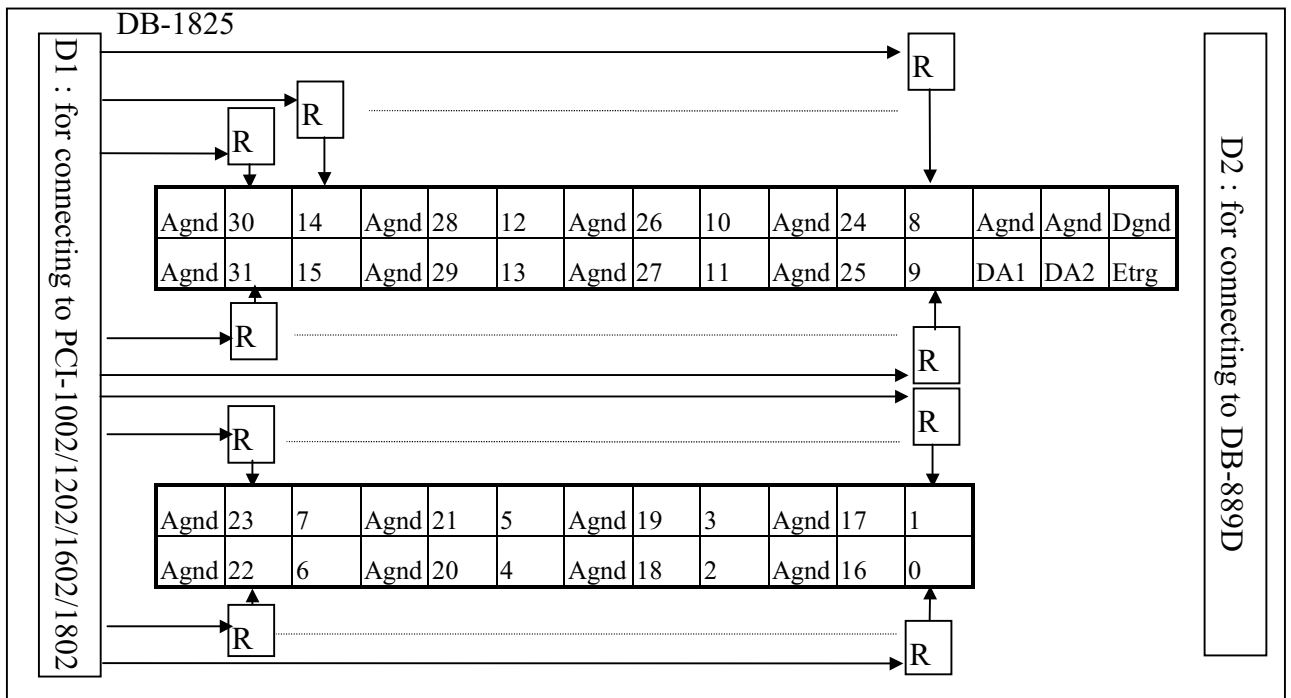 DB-1825
D1 : for connecting to PCI-1002/1202/1602/1802
R
R
R
Agnd 30 14 Agnd 28 12 Agnd 26 10 Agnd 24 8 Agnd Agnd Dgnd
Agnd 31 15 Agnd 29 13 Agnd 27 11 Agnd 25 9 DA1 DA2 Etrg
R
R
R
R
Agnd 23 7 Agnd 21 5 Agnd 19 3 Agnd 17 1
Agnd 22 6 Agnd 20 4 Agnd 18 2 Agnd 16 0
R
R
D2 : for connecting to DB-889D